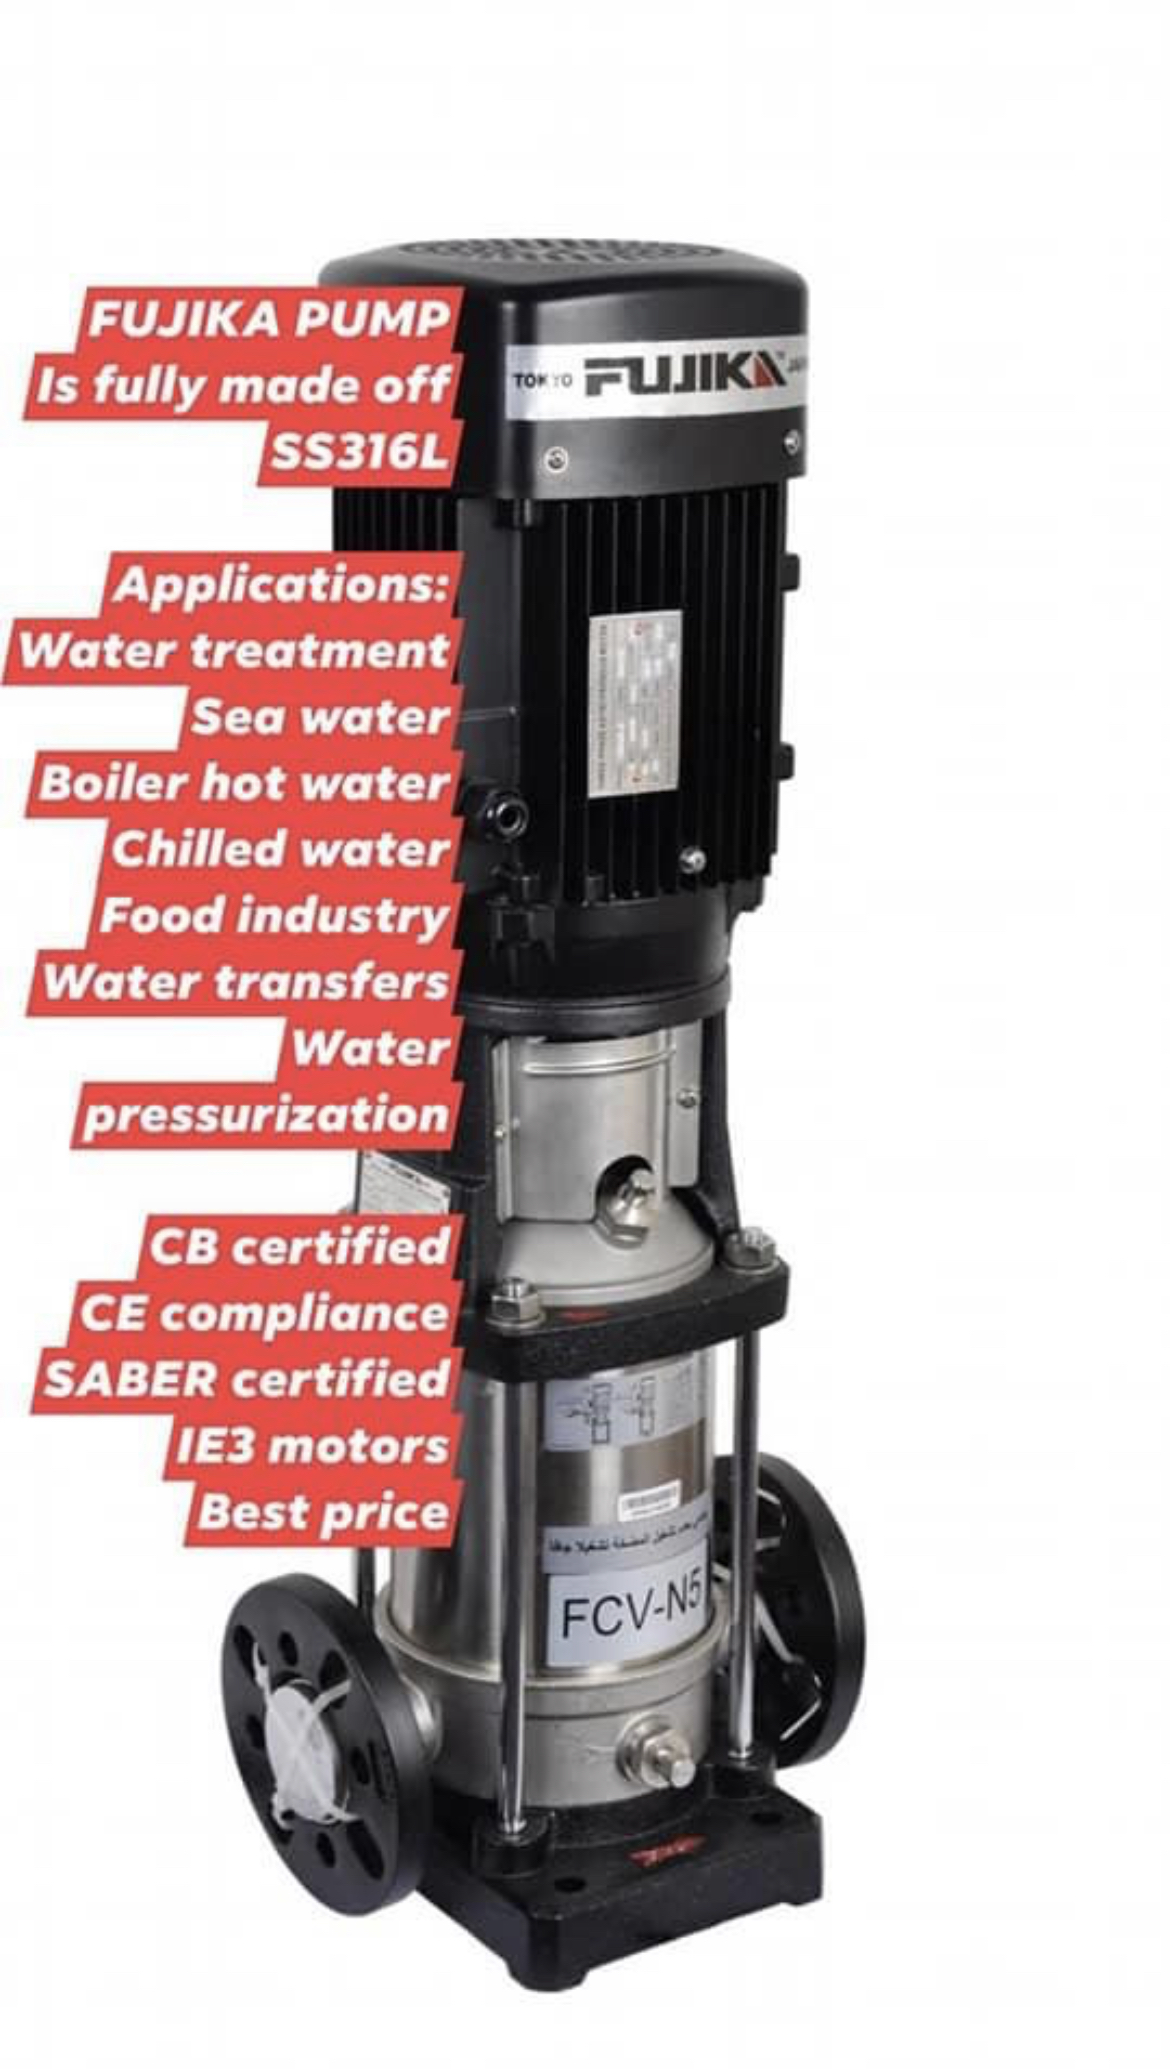 FUJIKA PUMP
Is fully made off
SS316L
TOKYO FUJIKA
Applications:
Water treatment
Sea water
Boiler hot water
Chilled water
Food industry
Water transfers
Water
pressurization
CB certified
CE compliance
SABER certified
IE3 motors
Best price
FCV-N5